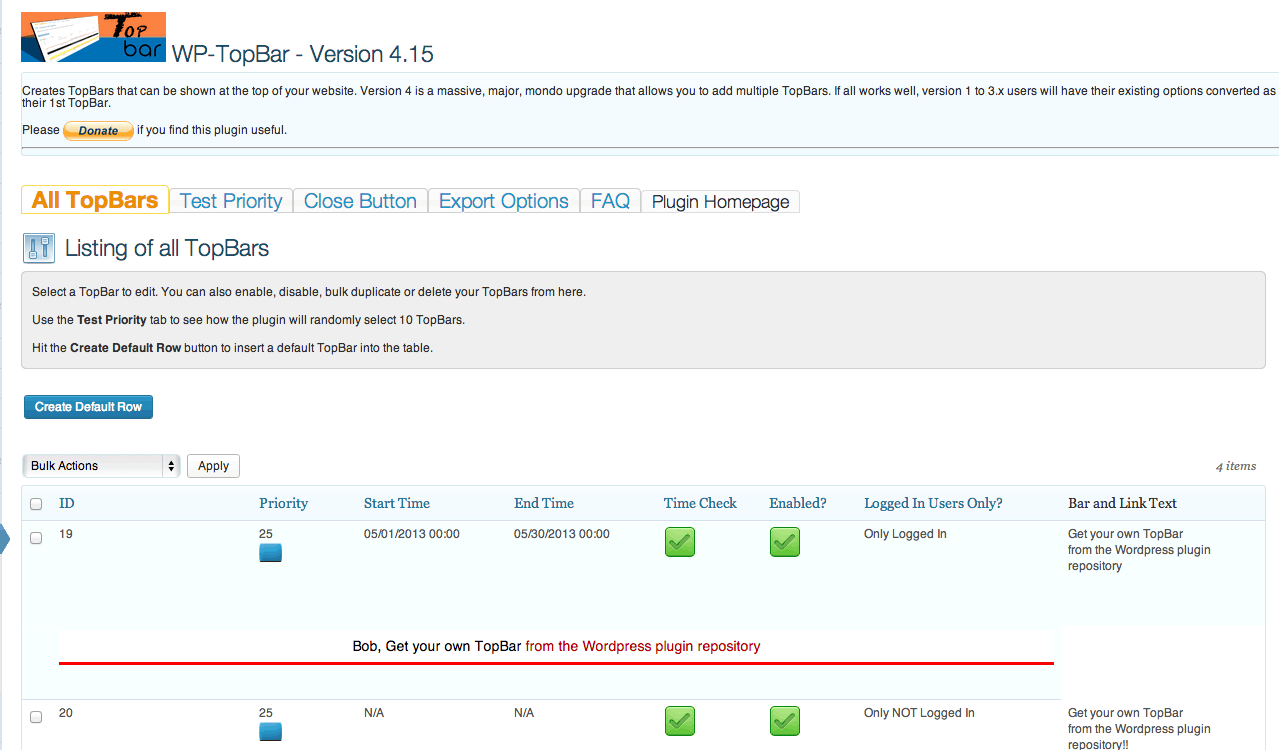 Top
bar
WP-TopBar - Version 4.15
Creates TopBars that can be shown at the top of your website. Version 4 is a massive, major, mondo upgrade that allows you to add multiple TopBars. If all works well, version 1 to 3.x users will have their existing options converted as
their 1st TopBar.
Please Donate if you find this plugin useful.
All TopBars Test Priority Close Button Export Options FAQ Plugin Homepage
Listing of all TopBars
Select a TopBar to edit. You can also enable, disable, bulk duplicate or delete your TopBars from here.
Use the Test Priority tab to see how the plugin will randomly select 10 TopBars.
Hit the Create Default Row button to insert a default TopBar into the table.
Create Default Row
Bulk Actions Apply 4 items
ID Priority Start Time End Time Time Check Enabled? Logged In Users Only? Bar and Link Text
19 25 05/01/2013 00:00 05/30/2013 00:00 Only Logged In Get your own TopBar
from the Wordpress plugin
repository
Bob, Get your own TopBar from the Wordpress plugin repository
20 25 N/A N/A Only NOT Logged In Get your own TopBar
from the Wordpress plugin
repository!!